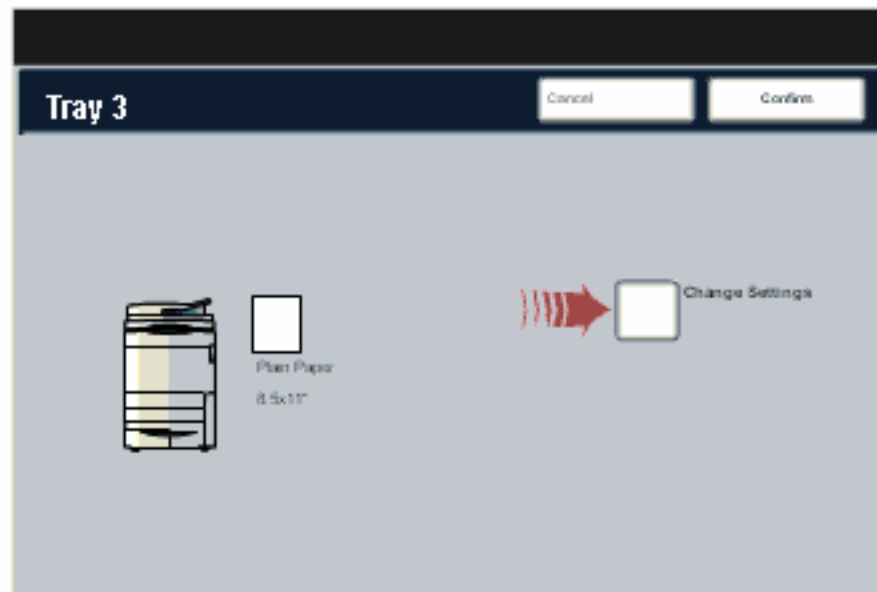 Tray 3
Cancel
Confirm
Change Settings
Plain Paper
8.5x11"